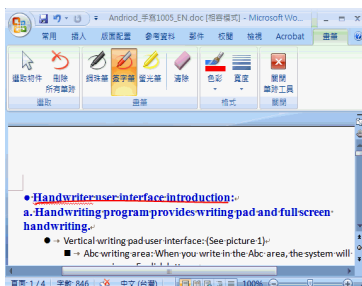 Andriod_手寫1005_EN.doc [相容模式] - Microsoft Wo...
常用 插入 版面配置 參考資料 郵件 校閱 檢視 Acrobat 畫筆
選取物件 刪除所有筆跡 鋼珠筆 簽字筆 螢光筆 清除 色彩 寬度 關閉筆跡工具
選取 畫筆 格式 關閉
Handwriter user interface introduction:
a. Handwriting program provides writing pad and full screen
handwriting.
Vertical writing pad user interface: (See picture 1)
Abc writing area: When you write in the Abc area, the system will
頁面: 1/4 字數: 846 中文(台灣) 100%